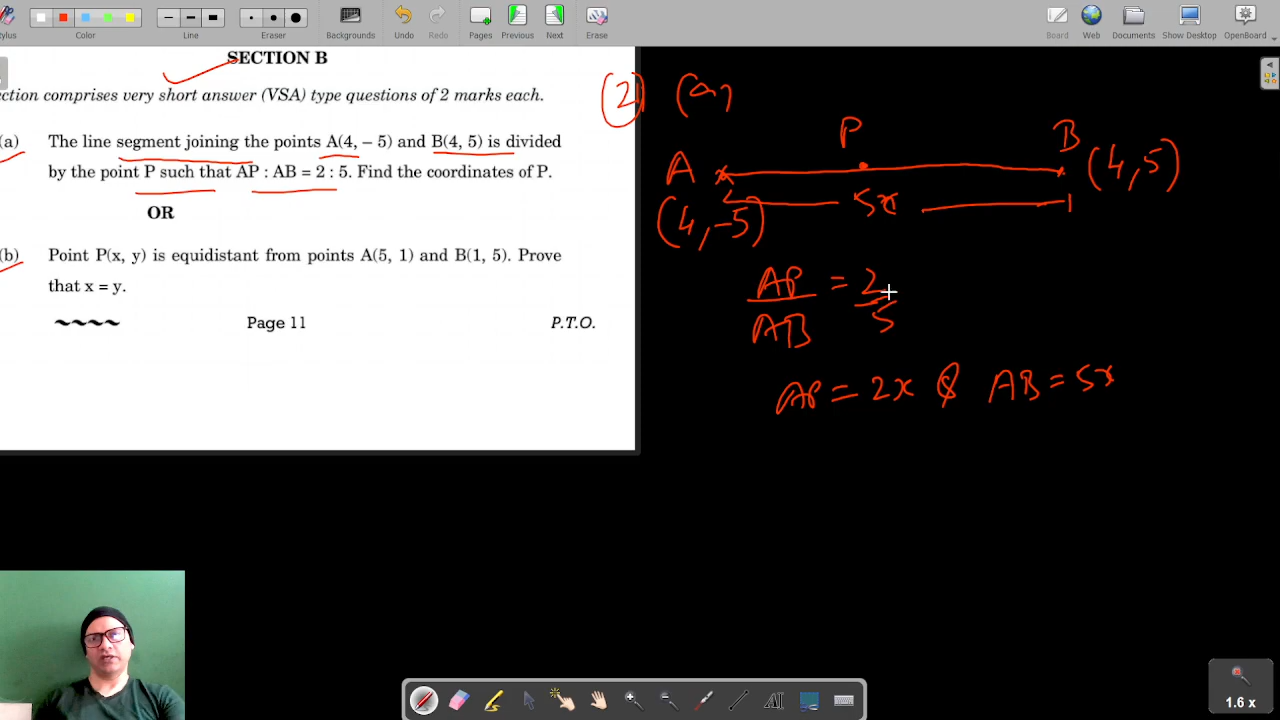 Stylus
Color
Line
Eraser
Backgrounds
Undo
Redo
Pages
Previous
Next
Erase
Board
Web
Documents
Show Desktop
OpenBoard
SECTION B
ction comprises very short answer (VSA) type questions of 2 marks each.
(a) The line segment joining the points A(4, – 5) and B(4, 5) is divided
by the point P such that AP : AB = 2 : 5. Find the coordinates of P.
OR
(b) Point P(x, y) is equidistant from points A(5, 1) and B(1, 5). Prove
that x = y.
~~~~ Page 11 P.T.O.
(2) (a)
P
A B (4, 5)
(4, -5) 5x
AP/AB = 2/5
AP = 2x & AB = 5x
1.6 x